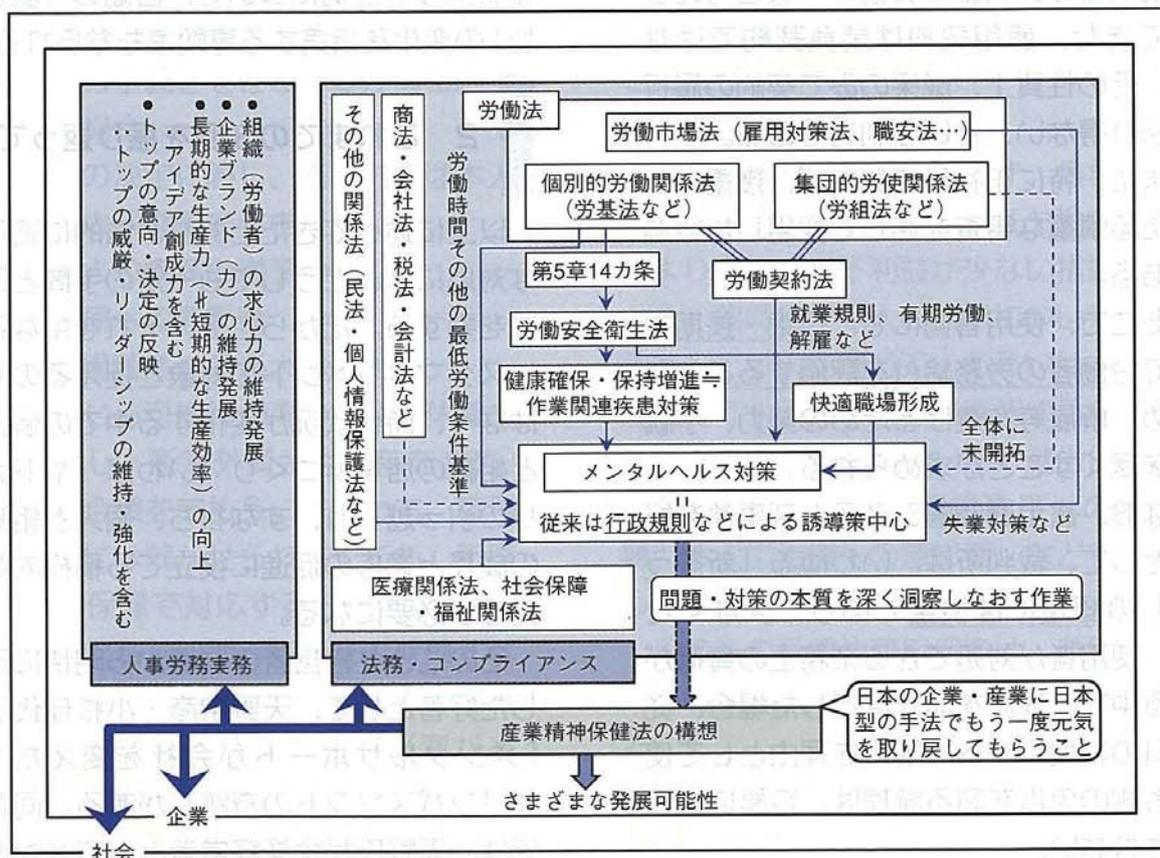 ● 組織（労働者）の求心力の維持発展
● 企業ブランド（力）の維持発展
● 長期的な生産力（≠短期的な生産効率）の向上
‥アイデア創成力を含む
● トップの意向・決定の反映
‥トップの威厳・リーダーシップの維持・強化を含む
人事労務実務
その他の関係法（民法・個人情報保護法など）
商法・会社法・税法・会計法など
労働時間その他の最低労働条件基準
労働法
労働市場法（雇用対策法、職安法…）
個別的労働関係法
（労基法など）
集団的労使関係法
（労組法など）
第5章14カ条
労働契約法
労働安全衛生法
就業規則、有期労働、
解雇など
健康確保・保持増進≒
作業関連疾患対策
快適職場形成
全体に
未開拓
メンタルヘルス対策
従来は行政規則などによる誘導策中心
失業対策など
医療関係法、社会保障
・福祉関係法
問題・対策の本質を深く洞察しなおす作業
法務・コンプライアンス
産業精神保健法の構想
日本の企業・産業に日本
型の手法でもう一度元気
を取り戻してもらうこと
さまざまな発展可能性
企業
社会